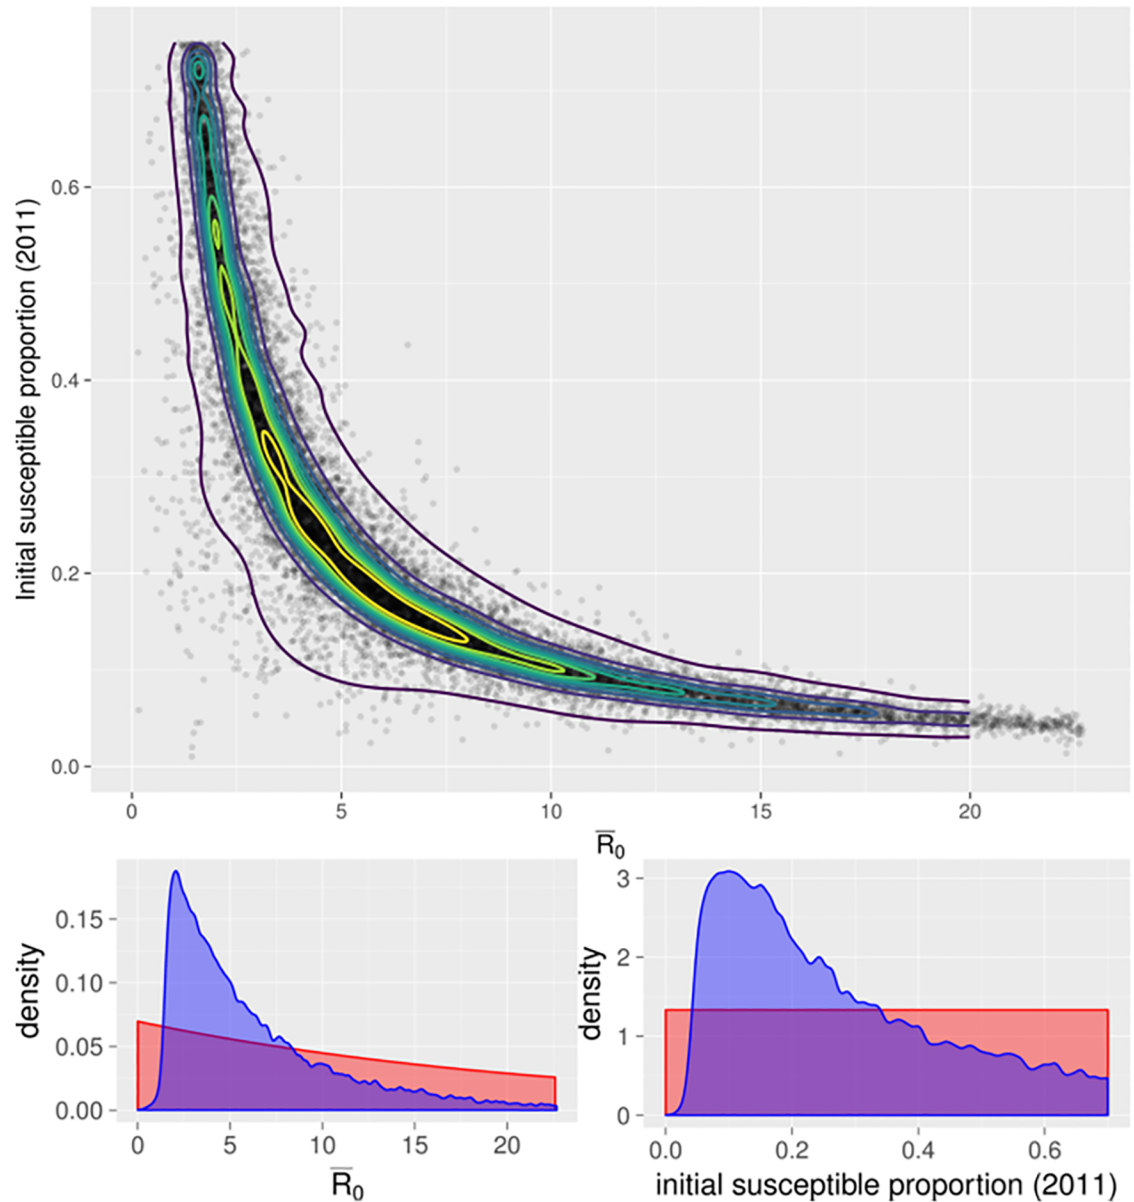 Initial susceptible proportion (2011)
0.6
0.4
0.2
0.0
0 5 10 15 20
R̅₀
density
0.15
0.10
0.05
0.00
0 5 10 15 20
R̅₀
density
3
2
1
0
0.0 0.2 0.4 0.6
initial susceptible proportion (2011)